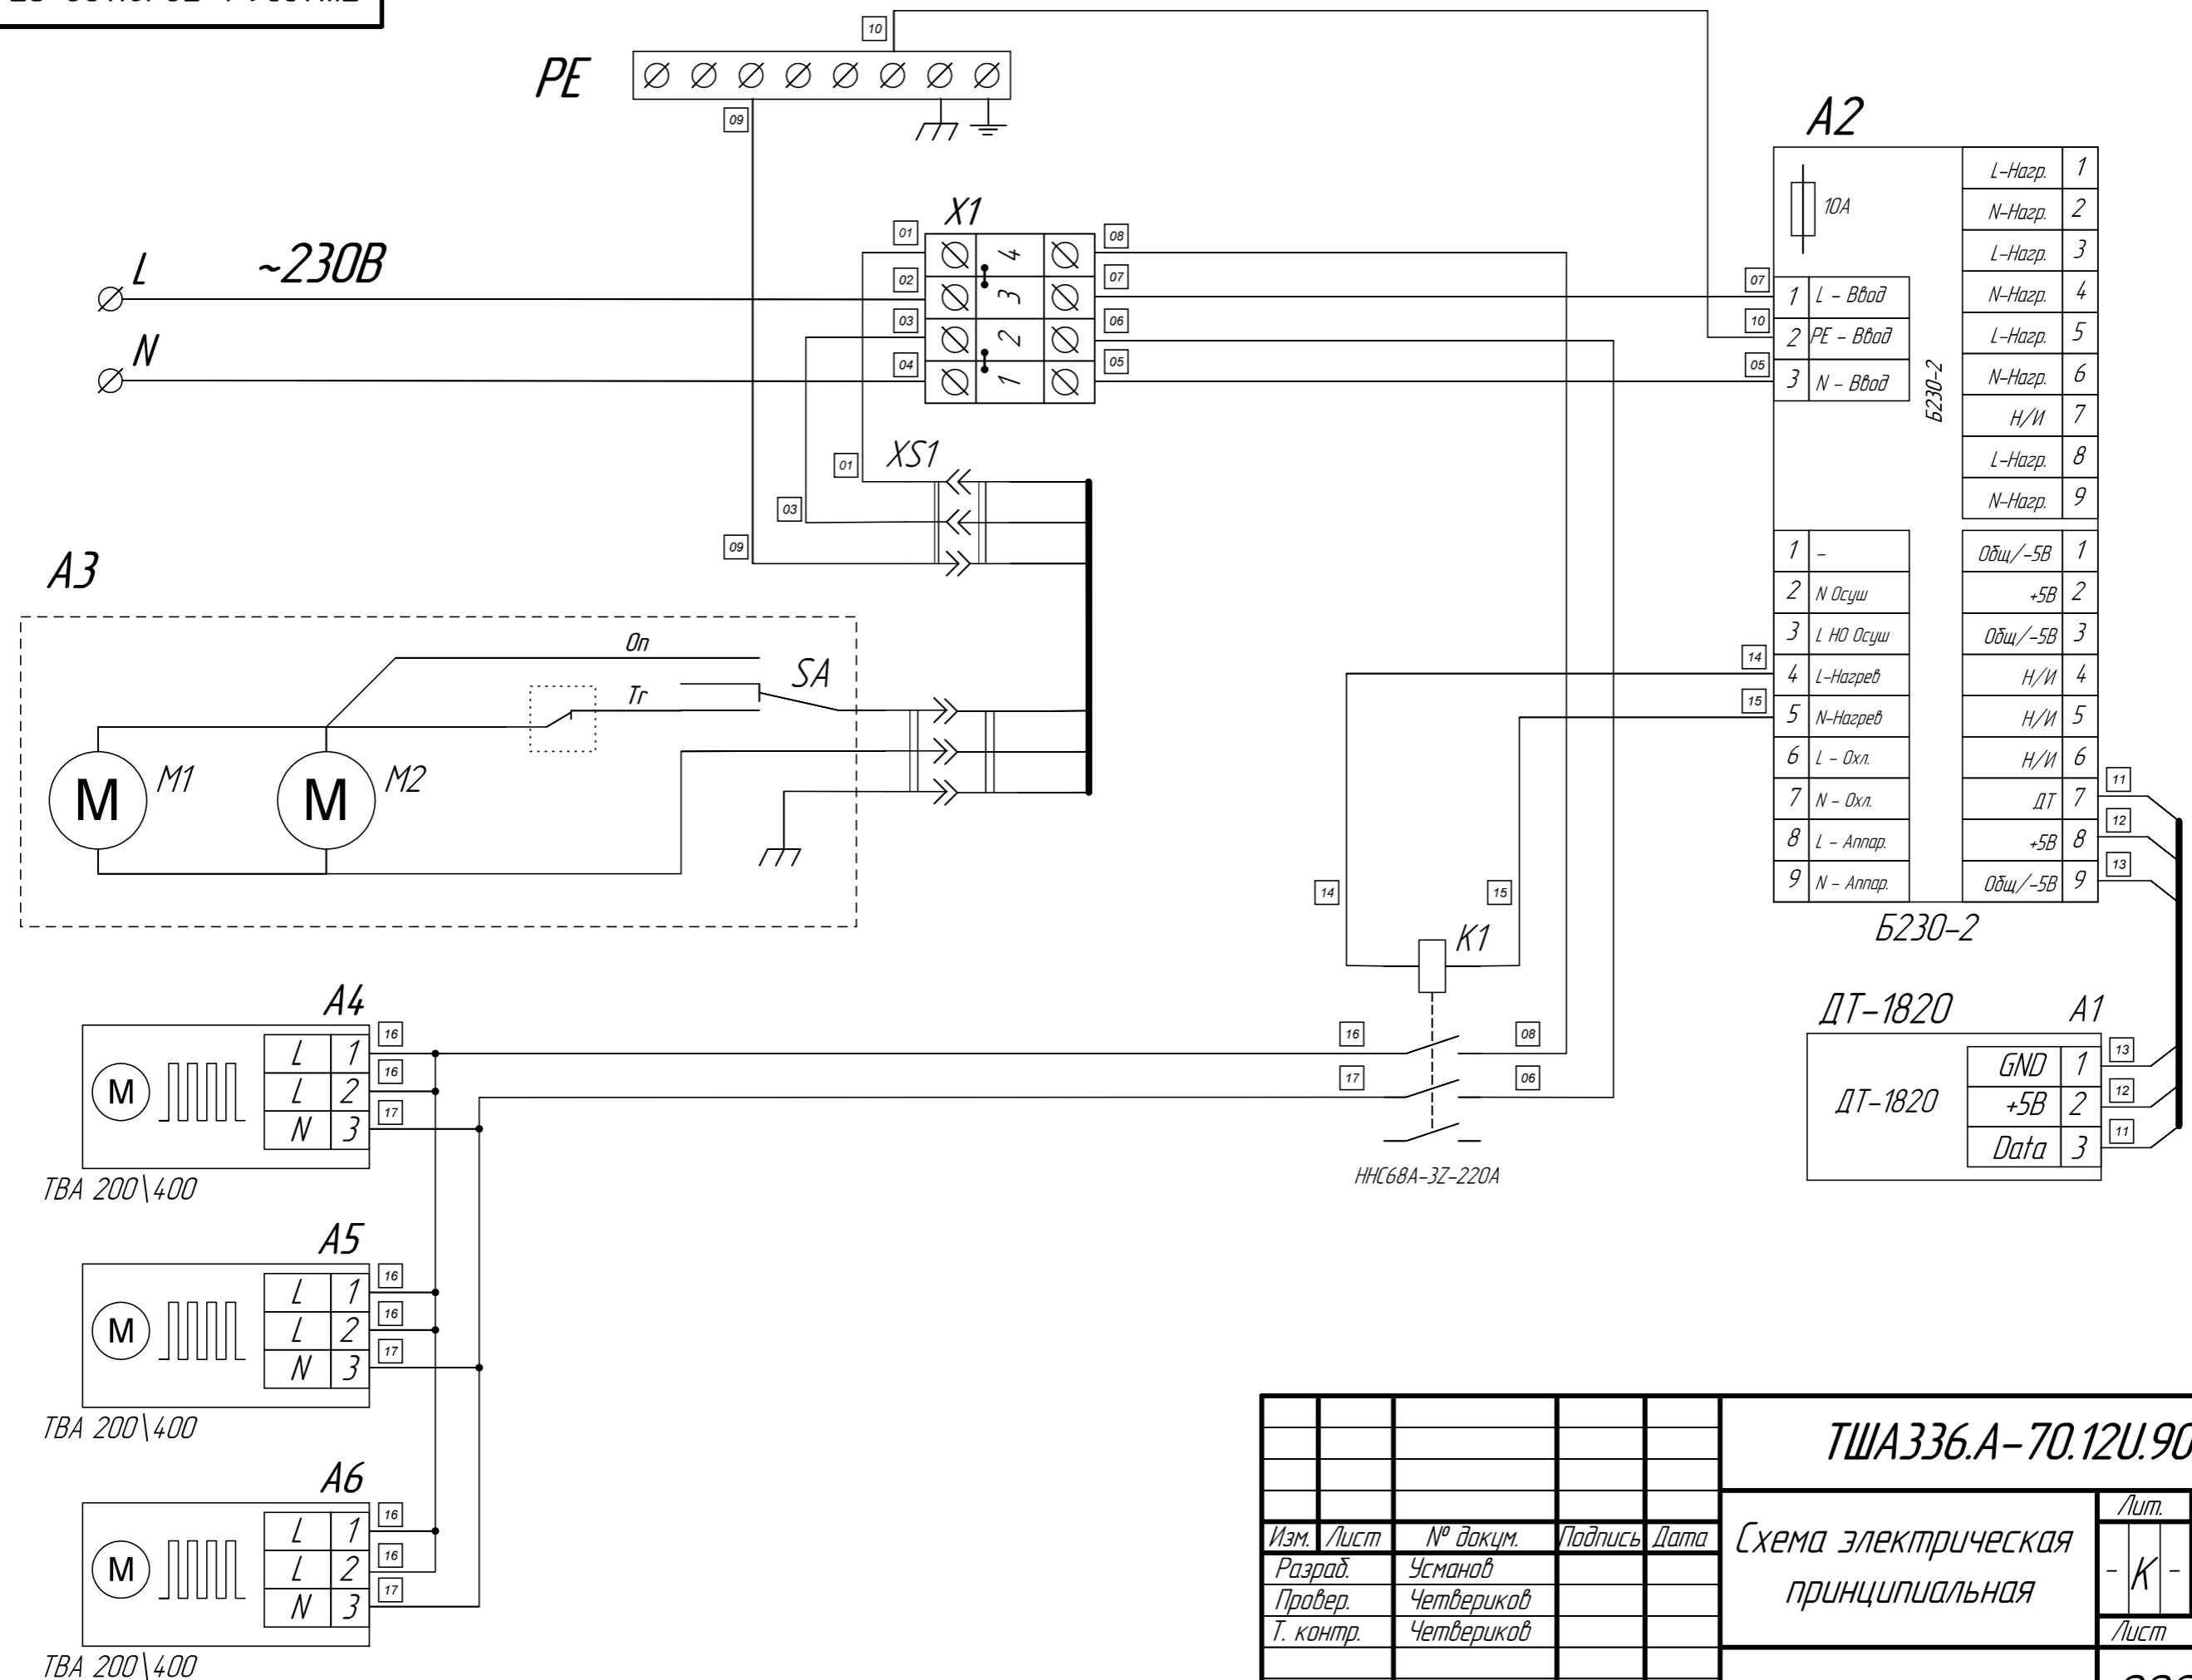 10
PE
09
A2
10A
L-Нагр. 1
N-Нагр. 2
L-Нагр. 3
N-Нагр. 4
L-Нагр. 5
N-Нагр. 6
Н/И 7
L-Нагр. 8
N-Нагр. 9
07 1 L - Ввод
10 2 PE - Ввод
05 3 N - Ввод
Б230-2
X1
L ~230В
N
01 4 08
02 3 07
03 2 06
04 1 05
XS1
01
03
09
1 -
2 N Осуш
3 L НО Осуш
14 4 L-Нагрев
15 5 N-Нагрев
6 L - Охл.
7 N - Охл.
8 L - Аппар.
9 N - Аппар.
Общ/-5В 1
+5В 2
Общ/-5В 3
Н/И 4
Н/И 5
Н/И 6
ДТ 7 11
+5В 8 12
Общ/-5В 9 13
Б230-2
A3
On
SA
Tr
M M1
M M2
14
15
K1
16 08
17 06
ННС68А-3Z-220А
ДТ-1820 A1
ДТ-1820
GND 1 13
+5В 2 12
Data 3 11
A4
M
L 1 16
L 2 16
N 3 17
ТВА 200\400
A5
M
L 1 16
L 2 16
N 3 17
ТВА 200\400
A6
M
L 1 16
L 2 16
N 3 17
ТВА 200\400
ТША336.А-70.12U.90
Изм. Лист № докум. Подпись Дата
Разраб. Усманов
Провер. Четвериков
Т. контр. Четвериков
Схема электрическая
принципиальная
Лит.
- К -
Лист